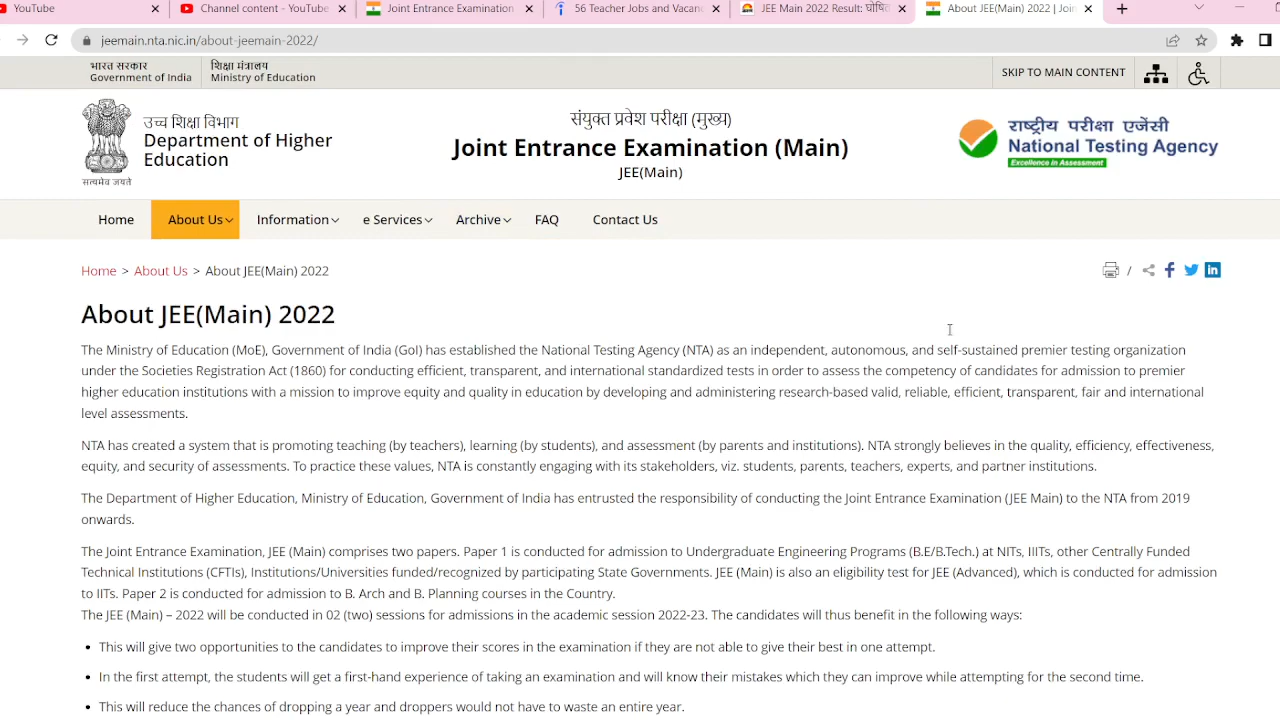 YouTube
Channel content - YouTube
Joint Entrance Examination
56 Teacher Jobs and Vacan
JEE Main 2022 Result: घोषित
About JEE(Main) 2022 | Join
jeemain.nta.nic.in/about-jeemain-2022/
भारत सरकार
Government of India
शिक्षा मंत्रालय
Ministry of Education
SKIP TO MAIN CONTENT
सत्यमेव जयते
उच्च शिक्षा विभाग
Department of Higher
Education
संयुक्त प्रवेश परीक्षा (मुख्य)
Joint Entrance Examination (Main)
JEE(Main)
राष्ट्रीय परीक्षा एजेंसी
National Testing Agency
Excellence in Assessment
Home
About Us
Information
e Services
Archive
FAQ
Contact Us
Home > About Us > About JEE(Main) 2022
/
About JEE(Main) 2022
The Ministry of Education (MoE), Government of India (GoI) has established the National Testing Agency (NTA) as an independent, autonomous, and self-sustained premier testing organization
under the Societies Registration Act (1860) for conducting efficient, transparent, and international standardized tests in order to assess the competency of candidates for admission to premier
higher education institutions with a mission to improve equity and quality in education by developing and administering research-based valid, reliable, efficient, transparent, fair and international
level assessments.
NTA has created a system that is promoting teaching (by teachers), learning (by students), and assessment (by parents and institutions). NTA strongly believes in the quality, efficiency, effectiveness,
equity, and security of assessments. To practice these values, NTA is constantly engaging with its stakeholders, viz. students, parents, teachers, experts, and partner institutions.
The Department of Higher Education, Ministry of Education, Government of India has entrusted the responsibility of conducting the Joint Entrance Examination (JEE Main) to the NTA from 2019
onwards.
The Joint Entrance Examination, JEE (Main) comprises two papers. Paper 1 is conducted for admission to Undergraduate Engineering Programs (B.E/B.Tech.) at NITs, IIITs, other Centrally Funded
Technical Institutions (CFTIs), Institutions/Universities funded/recognized by participating State Governments. JEE (Main) is also an eligibility test for JEE (Advanced), which is conducted for admission
to IITs. Paper 2 is conducted for admission to B. Arch and B. Planning courses in the Country.
The JEE (Main) – 2022 will be conducted in 02 (two) sessions for admissions in the academic session 2022-23. The candidates will thus benefit in the following ways:
• This will give two opportunities to the candidates to improve their scores in the examination if they are not able to give their best in one attempt.
• In the first attempt, the students will get a first-hand experience of taking an examination and will know their mistakes which they can improve while attempting for the second time.
• This will reduce the chances of dropping a year and droppers would not have to waste an entire year.